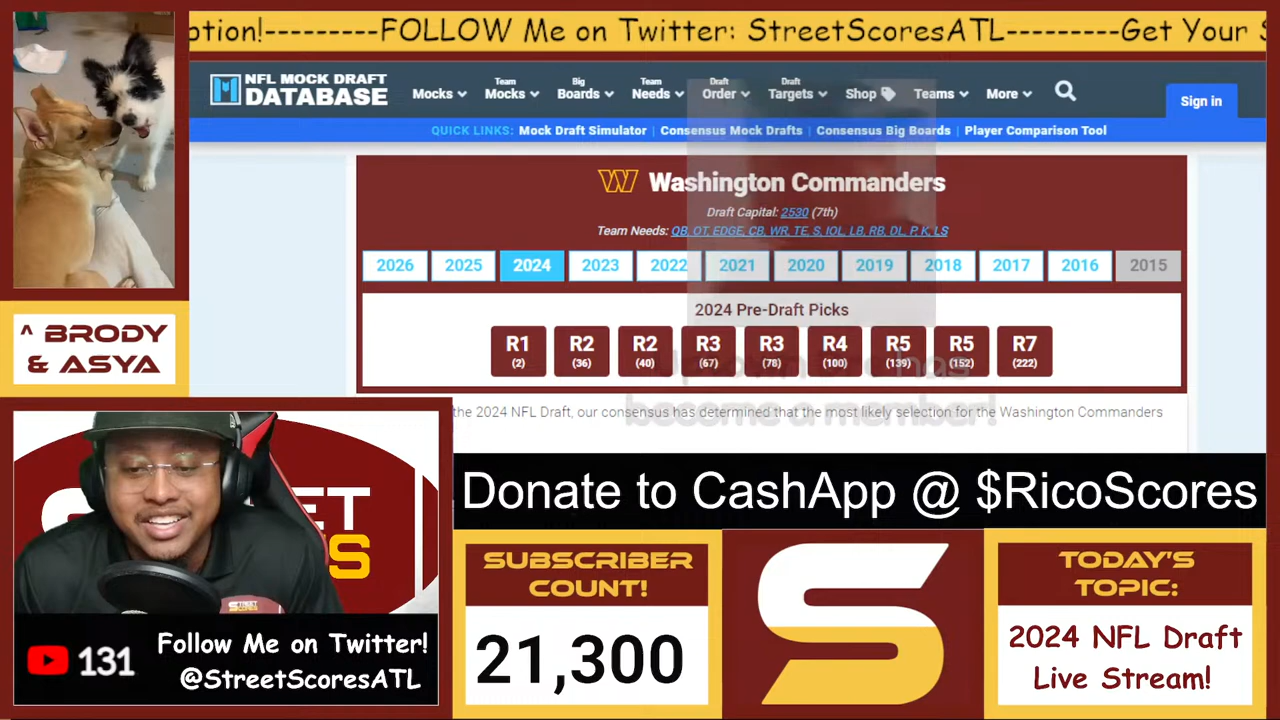 ption!---------FOLLOW Me on Twitter: StreetScoresATL---------Get Your S
NFL MOCK DRAFT
DATABASE
Mocks
Team
Mocks
Big
Boards
Team
Needs
Draft
Order
Draft
Targets
Shop
Teams
More
Sign in
QUICK LINKS: Mock Draft Simulator | Consensus Mock Drafts | Consensus Big Boards | Player Comparison Tool
W Washington Commanders
Draft Capital: 2530 (7th)
Team Needs: QB, OT, EDGE, CB, WR, TE, S, IOL, LB, RB, DL, P, K, LS
2026 2025 2024 2023 2022 2021 2020 2019 2018 2017 2016 2015
2024 Pre-Draft Picks
R1 R2 R2 R3 R3 R4 R5 R5 R7
(2) (36) (40) (67) (78) (100) (139) (152) (222)
has
become a member!
the 2024 NFL Draft, our consensus has determined that the most likely selection for the Washington Commanders
^ BRODY
& ASYA
Donate to CashApp @ $RicoScores
SUBSCRIBER
COUNT!
21,300
S
TODAY'S
TOPIC:
2024 NFL Draft
Live Stream!
131
Follow Me on Twitter!
@StreetScoresATL